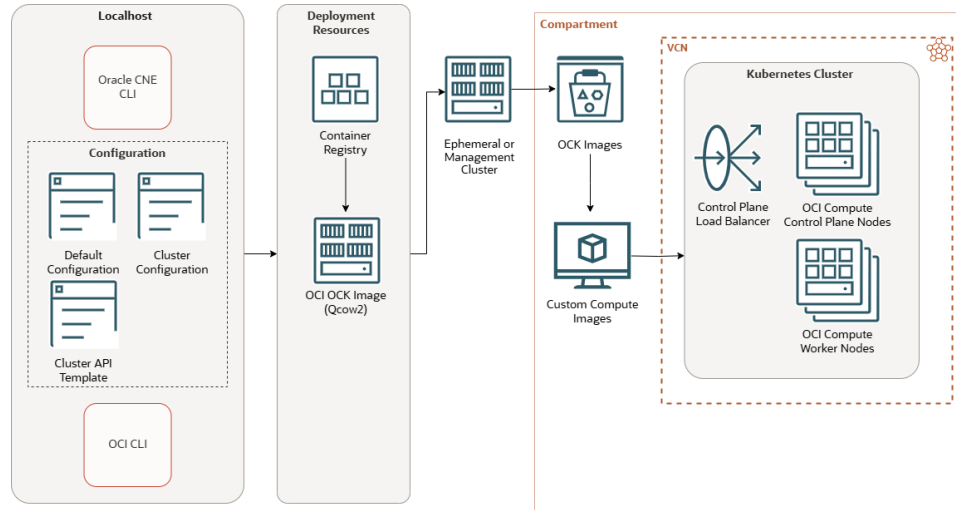 Localhost
Oracle CNE
CLI
Configuration
Default
Configuration
Cluster
Configuration
Cluster API
Template
OCI CLI
Deployment
Resources
Container
Registry
OCI OCK Image
(Qcow2)
Ephemeral or
Management
Cluster
Compartment
OCK Images
Custom Compute
Images
VCN
Kubernetes Cluster
Control Plane
Load Balancer
OCI Compute
Control Plane Nodes
OCI Compute
Worker Nodes